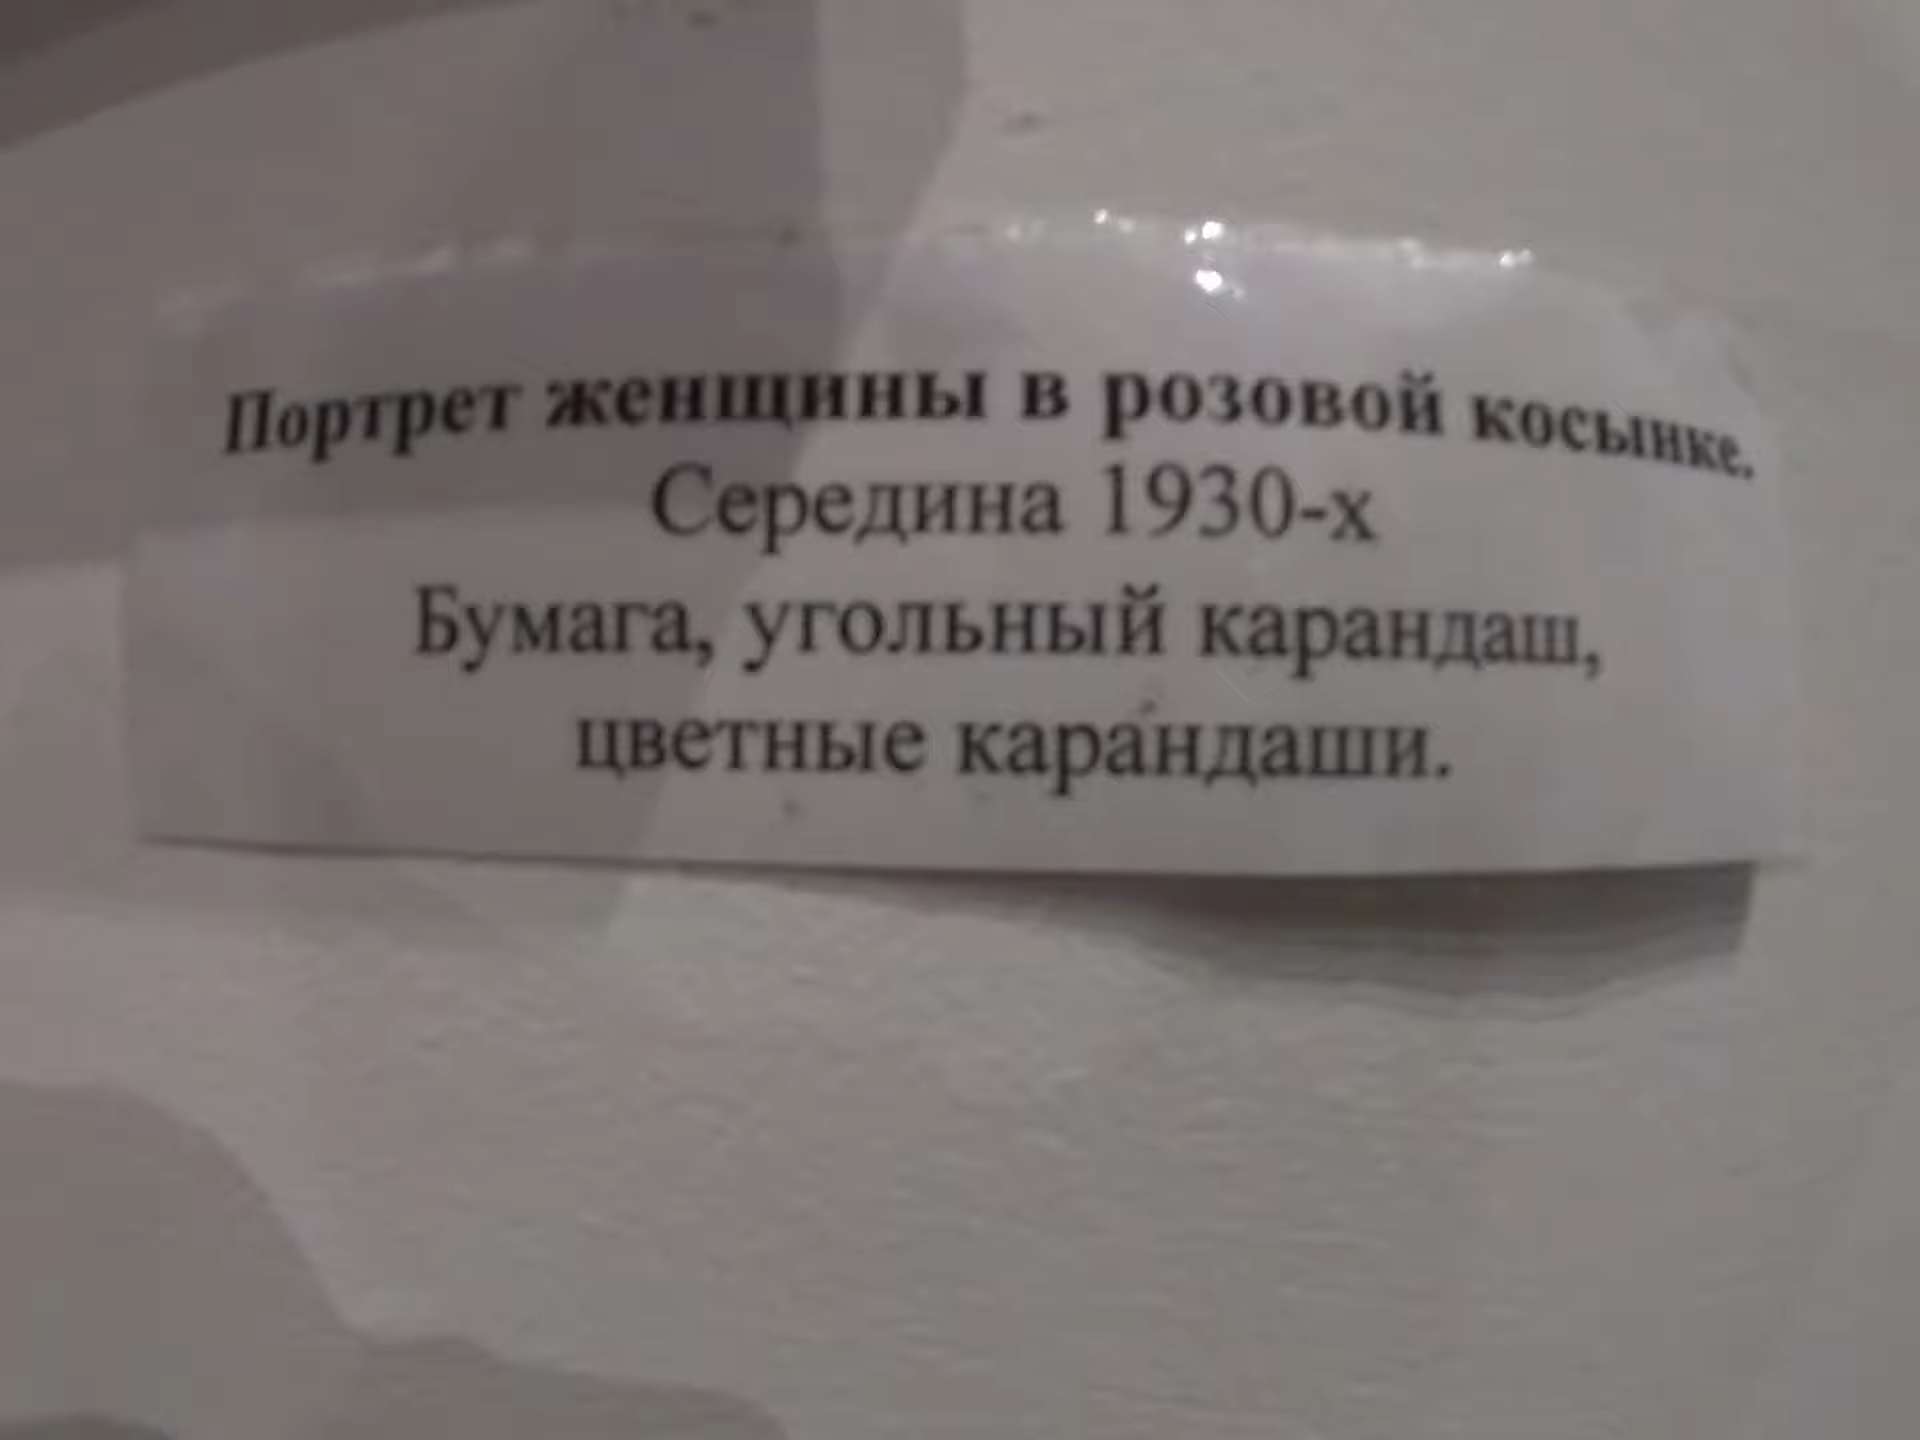 Портрет женщины в розовой косынке.
Середина 1930-х
Бумага, угольный карандаш,
цветные карандаши.